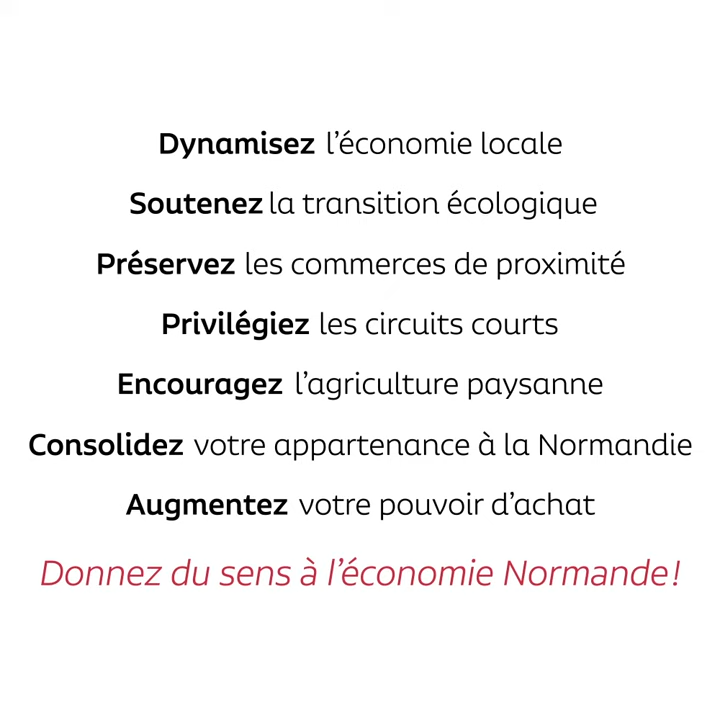 Dynamisez l’économie locale
Soutenez la transition écologique
Préservez les commerces de proximité
Privilégiez les circuits courts
Encouragez l’agriculture paysanne
Consolidez votre appartenance à la Normandie
Augmentez votre pouvoir d’achat
Donnez du sens à l’économie Normande!